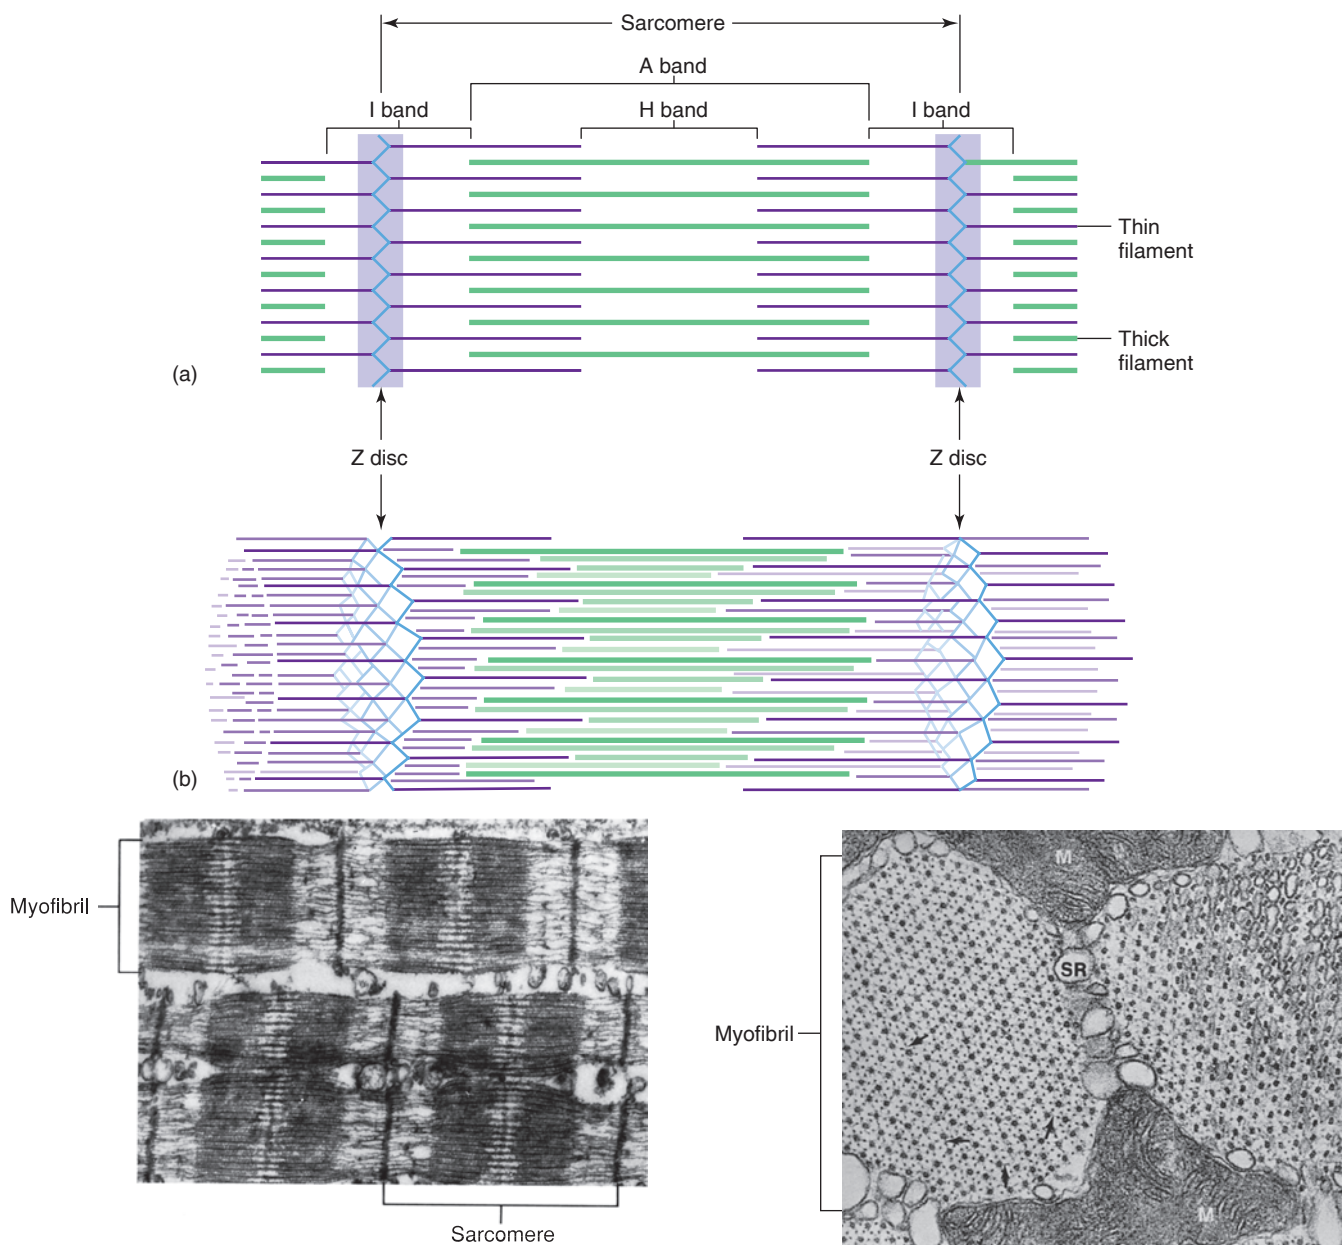 Sarcomere
A band
I band
H band
I band
Thin
filament
Thick
filament
(a)
Z disc
Z disc
(b)
Myofibril
Sarcomere
M
SR
Myofibril
M